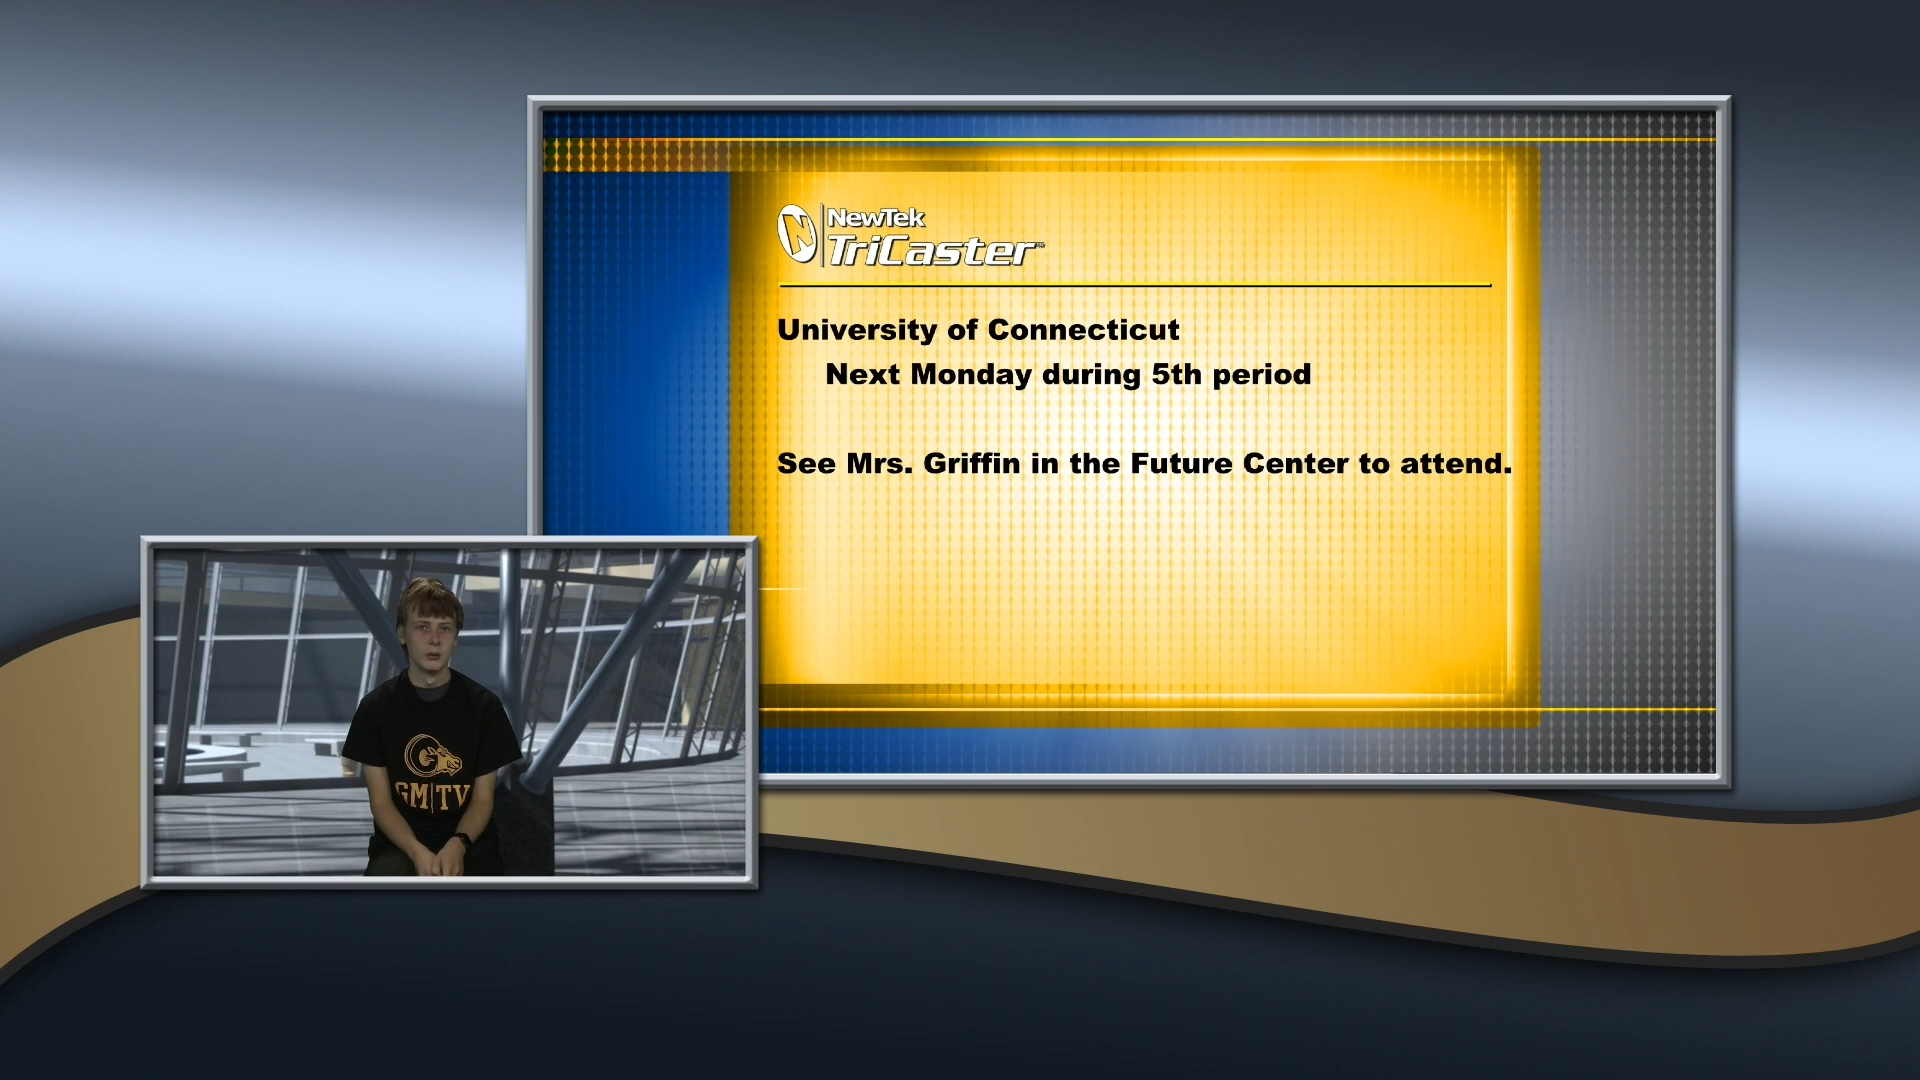 NewTek
TriCaster™
University of Connecticut
Next Monday during 5th period
See Mrs. Griffin in the Future Center to attend.
GM|TV